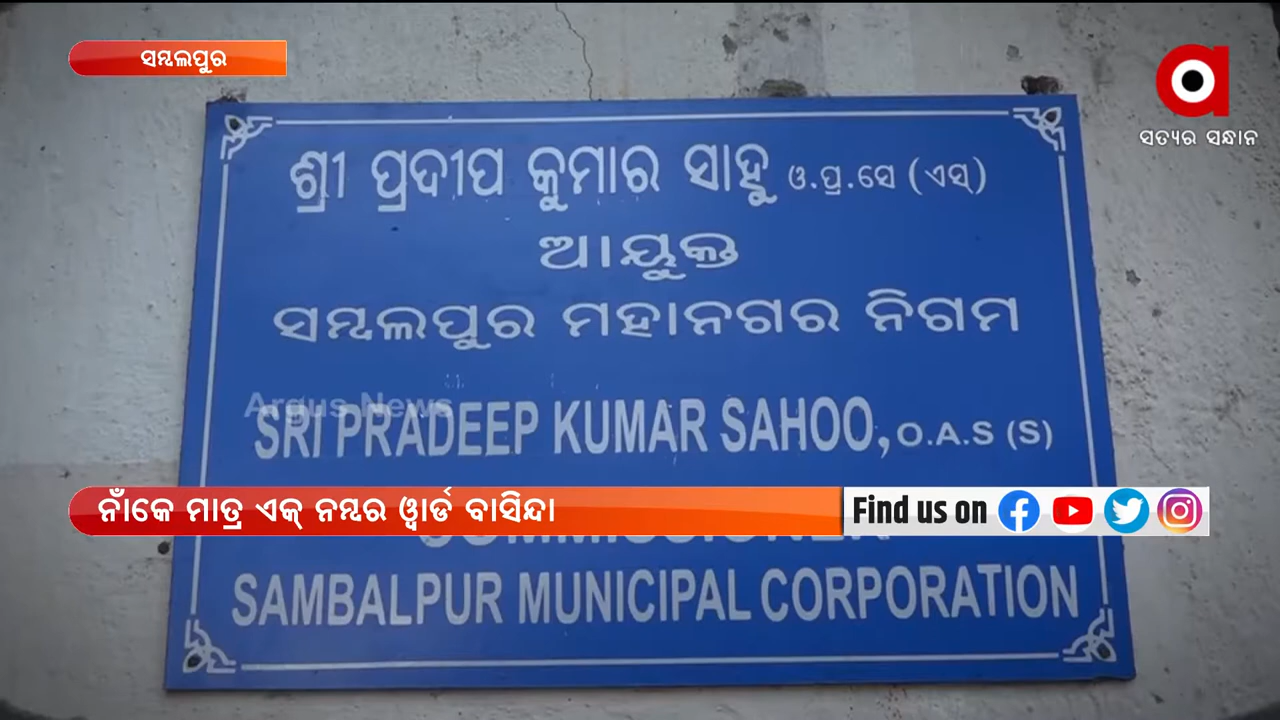 ସମ୍ବଲପୁର
ସତ୍ୟର ସନ୍ଧାନ
ଶ୍ରୀ ପ୍ରଦୀପ କୁମାର ସାହୁ ଓ.ପ୍ର.ସେ (ଏସ୍)
ଆୟୁକ୍ତ
ସମ୍ବଲପୁର ମହାନଗର ନିଗମ
Argus News
SRI PRADEEP KUMAR SAHOO, O.A.S (S)
ନାଁକେ ମାତ୍ର ଏକ୍ ନମ୍ବର ୱାର୍ଡ ବାସିନ୍ଦା
Find us on
SAMBALPUR MUNICIPAL CORPORATION